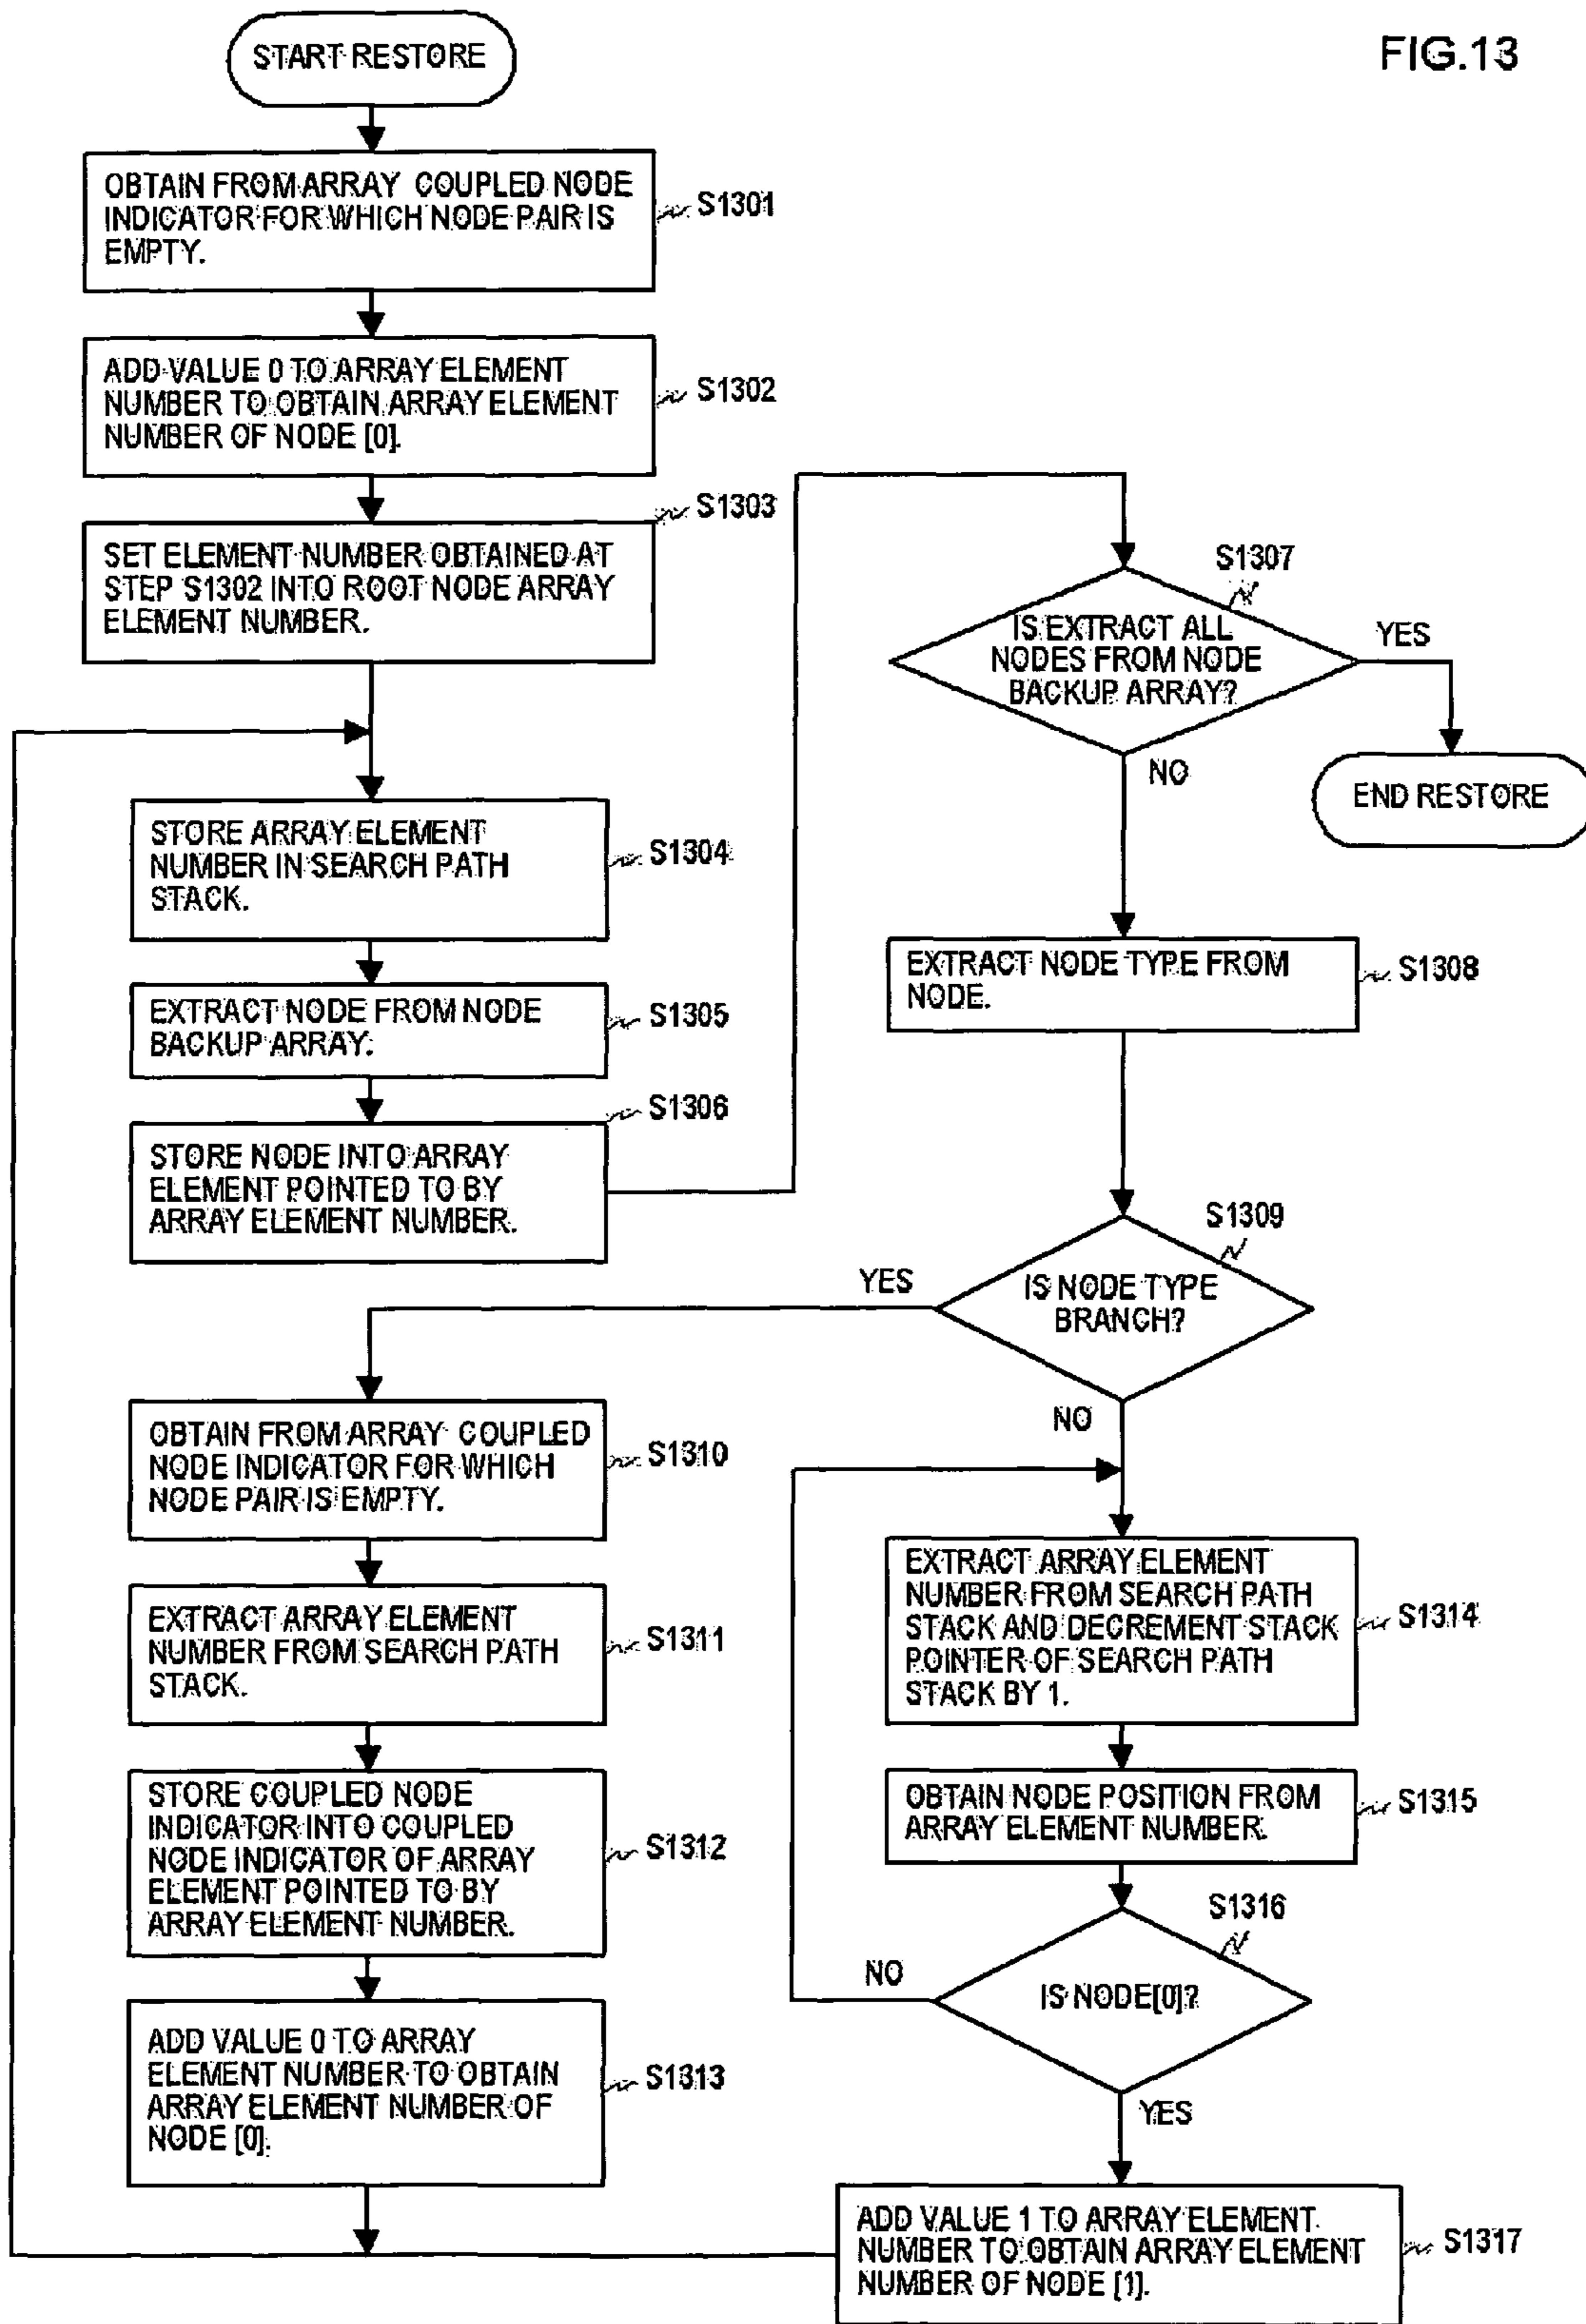 FIG.13
START RESTORE
OBTAIN FROM ARRAY COUPLED NODE
INDICATOR FOR WHICH NODE PAIR IS
EMPTY.
S1301
ADD VALUE 0 TO ARRAY ELEMENT
NUMBER TO OBTAIN ARRAY ELEMENT
NUMBER OF NODE [0].
S1302
SET ELEMENT NUMBER OBTAINED AT
STEP S1302 INTO ROOT NODE ARRAY
ELEMENT NUMBER.
S1303
STORE ARRAY ELEMENT
NUMBER IN SEARCH PATH
STACK.
S1304
EXTRACT NODE FROM NODE
BACKUP ARRAY.
S1305
STORE NODE INTO ARRAY
ELEMENT POINTED TO BY
ARRAY ELEMENT NUMBER.
S1306
S1307
IS EXTRACT ALL
NODES FROM NODE
BACKUP ARRAY?
YES
NO
END RESTORE
EXTRACT NODE TYPE FROM
NODE.
S1308
S1309
IS NODE TYPE
BRANCH?
YES
NO
OBTAIN FROM ARRAY COUPLED
NODE INDICATOR FOR WHICH
NODE PAIR IS EMPTY.
S1310
EXTRACT ARRAY ELEMENT
NUMBER FROM SEARCH PATH
STACK.
S1311
STORE COUPLED NODE
INDICATOR INTO COUPLED
NODE INDICATOR OF ARRAY
ELEMENT POINTED TO BY
ARRAY ELEMENT NUMBER.
S1312
ADD VALUE 0 TO ARRAY
ELEMENT NUMBER TO OBTAIN
ARRAY ELEMENT NUMBER OF
NODE [0].
S1313
EXTRACT ARRAY ELEMENT
NUMBER FROM SEARCH PATH
STACK AND DECREMENT STACK
POINTER OF SEARCH PATH
STACK BY 1.
S1314
OBTAIN NODE POSITION FROM
ARRAY ELEMENT NUMBER.
S1315
S1316
IS NODE[0]?
NO
YES
ADD VALUE 1 TO ARRAY ELEMENT
NUMBER TO OBTAIN ARRAY ELEMENT
NUMBER OF NODE [1].
S1317